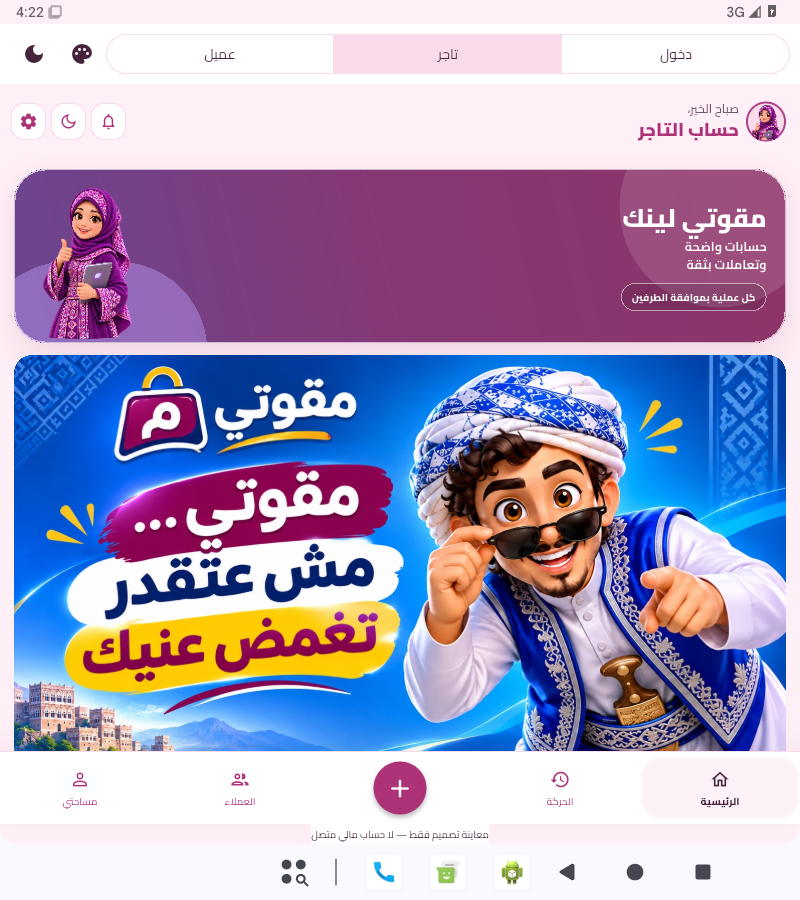 4:22
3G
دخول
تاجر
عميل
صباح الخير،
حساب التاجر
مقوتي لينك
حسابات واضحة
وتعاملات بثقة
كل عملية بموافقة الطرفين
مقوتي
م
مقوتي...
مش عتقدر
تغمض عنيك
الرئيسية
الحركة
العملاء
مساحتي
معاينة تصميم فقط — لا حساب مالي متصل